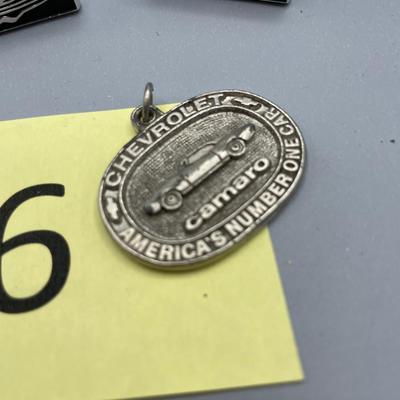 CHEVROLET
camaro
AMERICA'S NUMBER ONE CAR
6